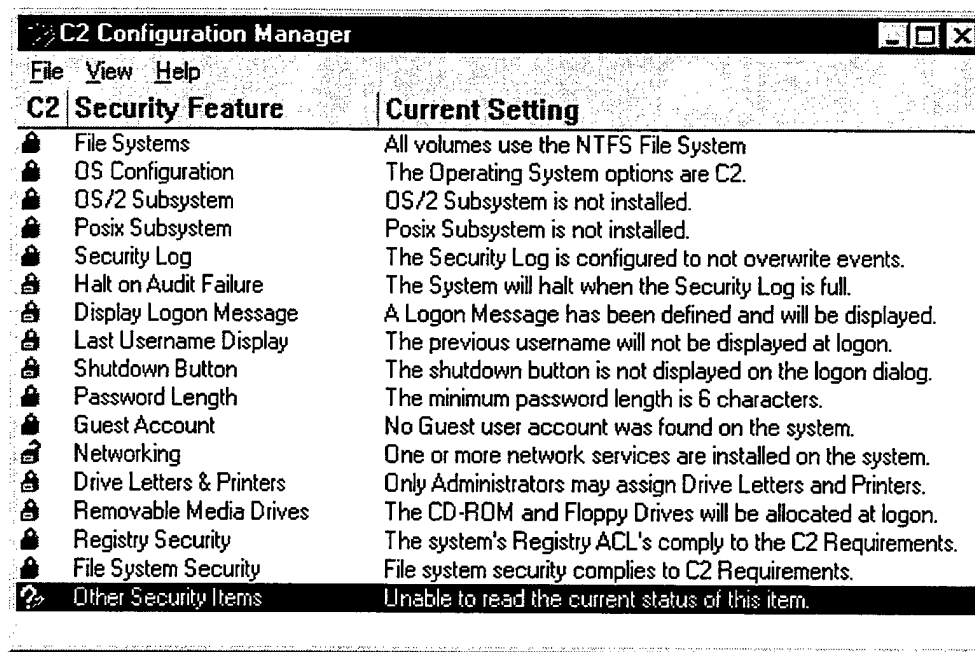 C2 Configuration Manager
File View Help
C2 Security Feature Current Setting
File Systems All volumes use the NTFS File System
OS Configuration The Operating System options are C2.
OS/2 Subsystem OS/2 Subsystem is not installed.
Posix Subsystem Posix Subsystem is not installed.
Security Log The Security Log is configured to not overwrite events.
Halt on Audit Failure The System will halt when the Security Log is full.
Display Logon Message A Logon Message has been defined and will be displayed.
Last Username Display The previous username will not be displayed at logon.
Shutdown Button The shutdown button is not displayed on the logon dialog.
Password Length The minimum password length is 6 characters.
Guest Account No Guest user account was found on the system.
Networking One or more network services are installed on the system.
Drive Letters & Printers Only Administrators may assign Drive Letters and Printers.
Removable Media Drives The CD-ROM and Floppy Drives will be allocated at logon.
Registry Security The system's Registry ACL's comply to the C2 Requirements.
File System Security File system security complies to C2 Requirements.
Other Security Items Unable to read the current status of this item.